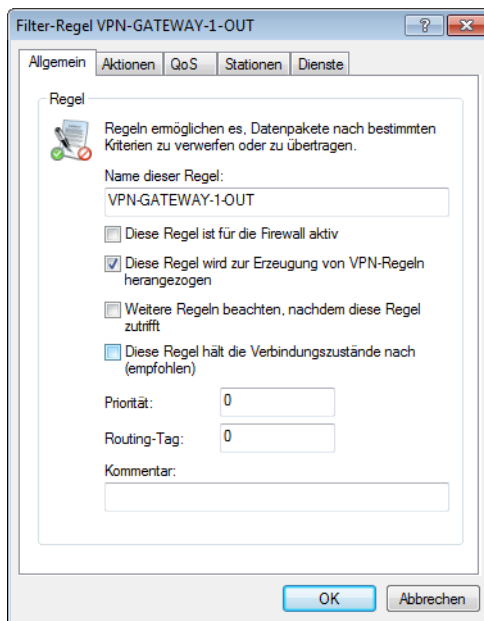 Filter-Regel VPN-GATEWAY-1-OUT
Allgemein Aktionen QoS Stationen Dienste
Regel
Regeln ermöglichen es, Datenpakete nach bestimmten
Kriterien zu verwerfen oder zu übertragen.
Name dieser Regel:
VPN-GATEWAY-1-OUT
Diese Regel ist für die Firewall aktiv
Diese Regel wird zur Erzeugung von VPN-Regeln
herangezogen
Weitere Regeln beachten, nachdem diese Regel
zutrifft
Diese Regel hält die Verbindungszustände nach
(empfohlen)
Priorität: 0
Routing-Tag: 0
Kommentar:
OK Abbrechen